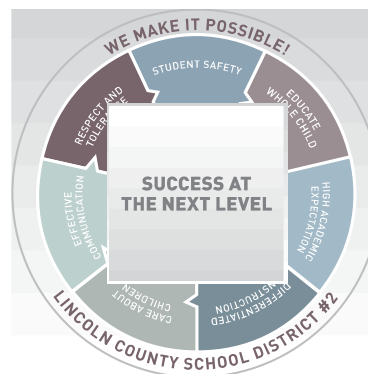 WE MAKE IT POSSIBLE!
STUDENT SAFETY
EDUCATE
WHOLE CHILD
HIGH ACADEMIC
EXPECTATION
DIFFERENTIATED
INSTRUCTION
CARE ABOUT
CHILDREN
EFFECTIVE
COMMUNICATION
RESPECT AND
TOLERANCE
SUCCESS AT
THE NEXT LEVEL
LINCOLN COUNTY SCHOOL DISTRICT #2